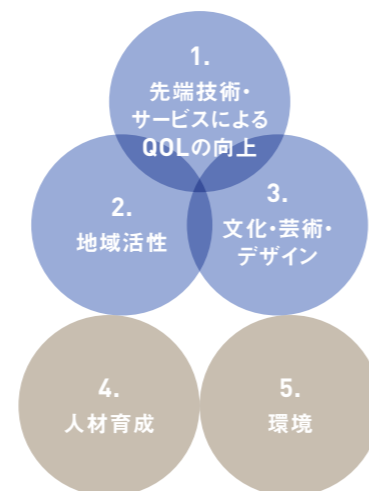 1.
先端技術・
サービスによる
QOLの向上
2.
地域活性
3.
文化・芸術・
デザイン
4.
人材育成
5.
環境